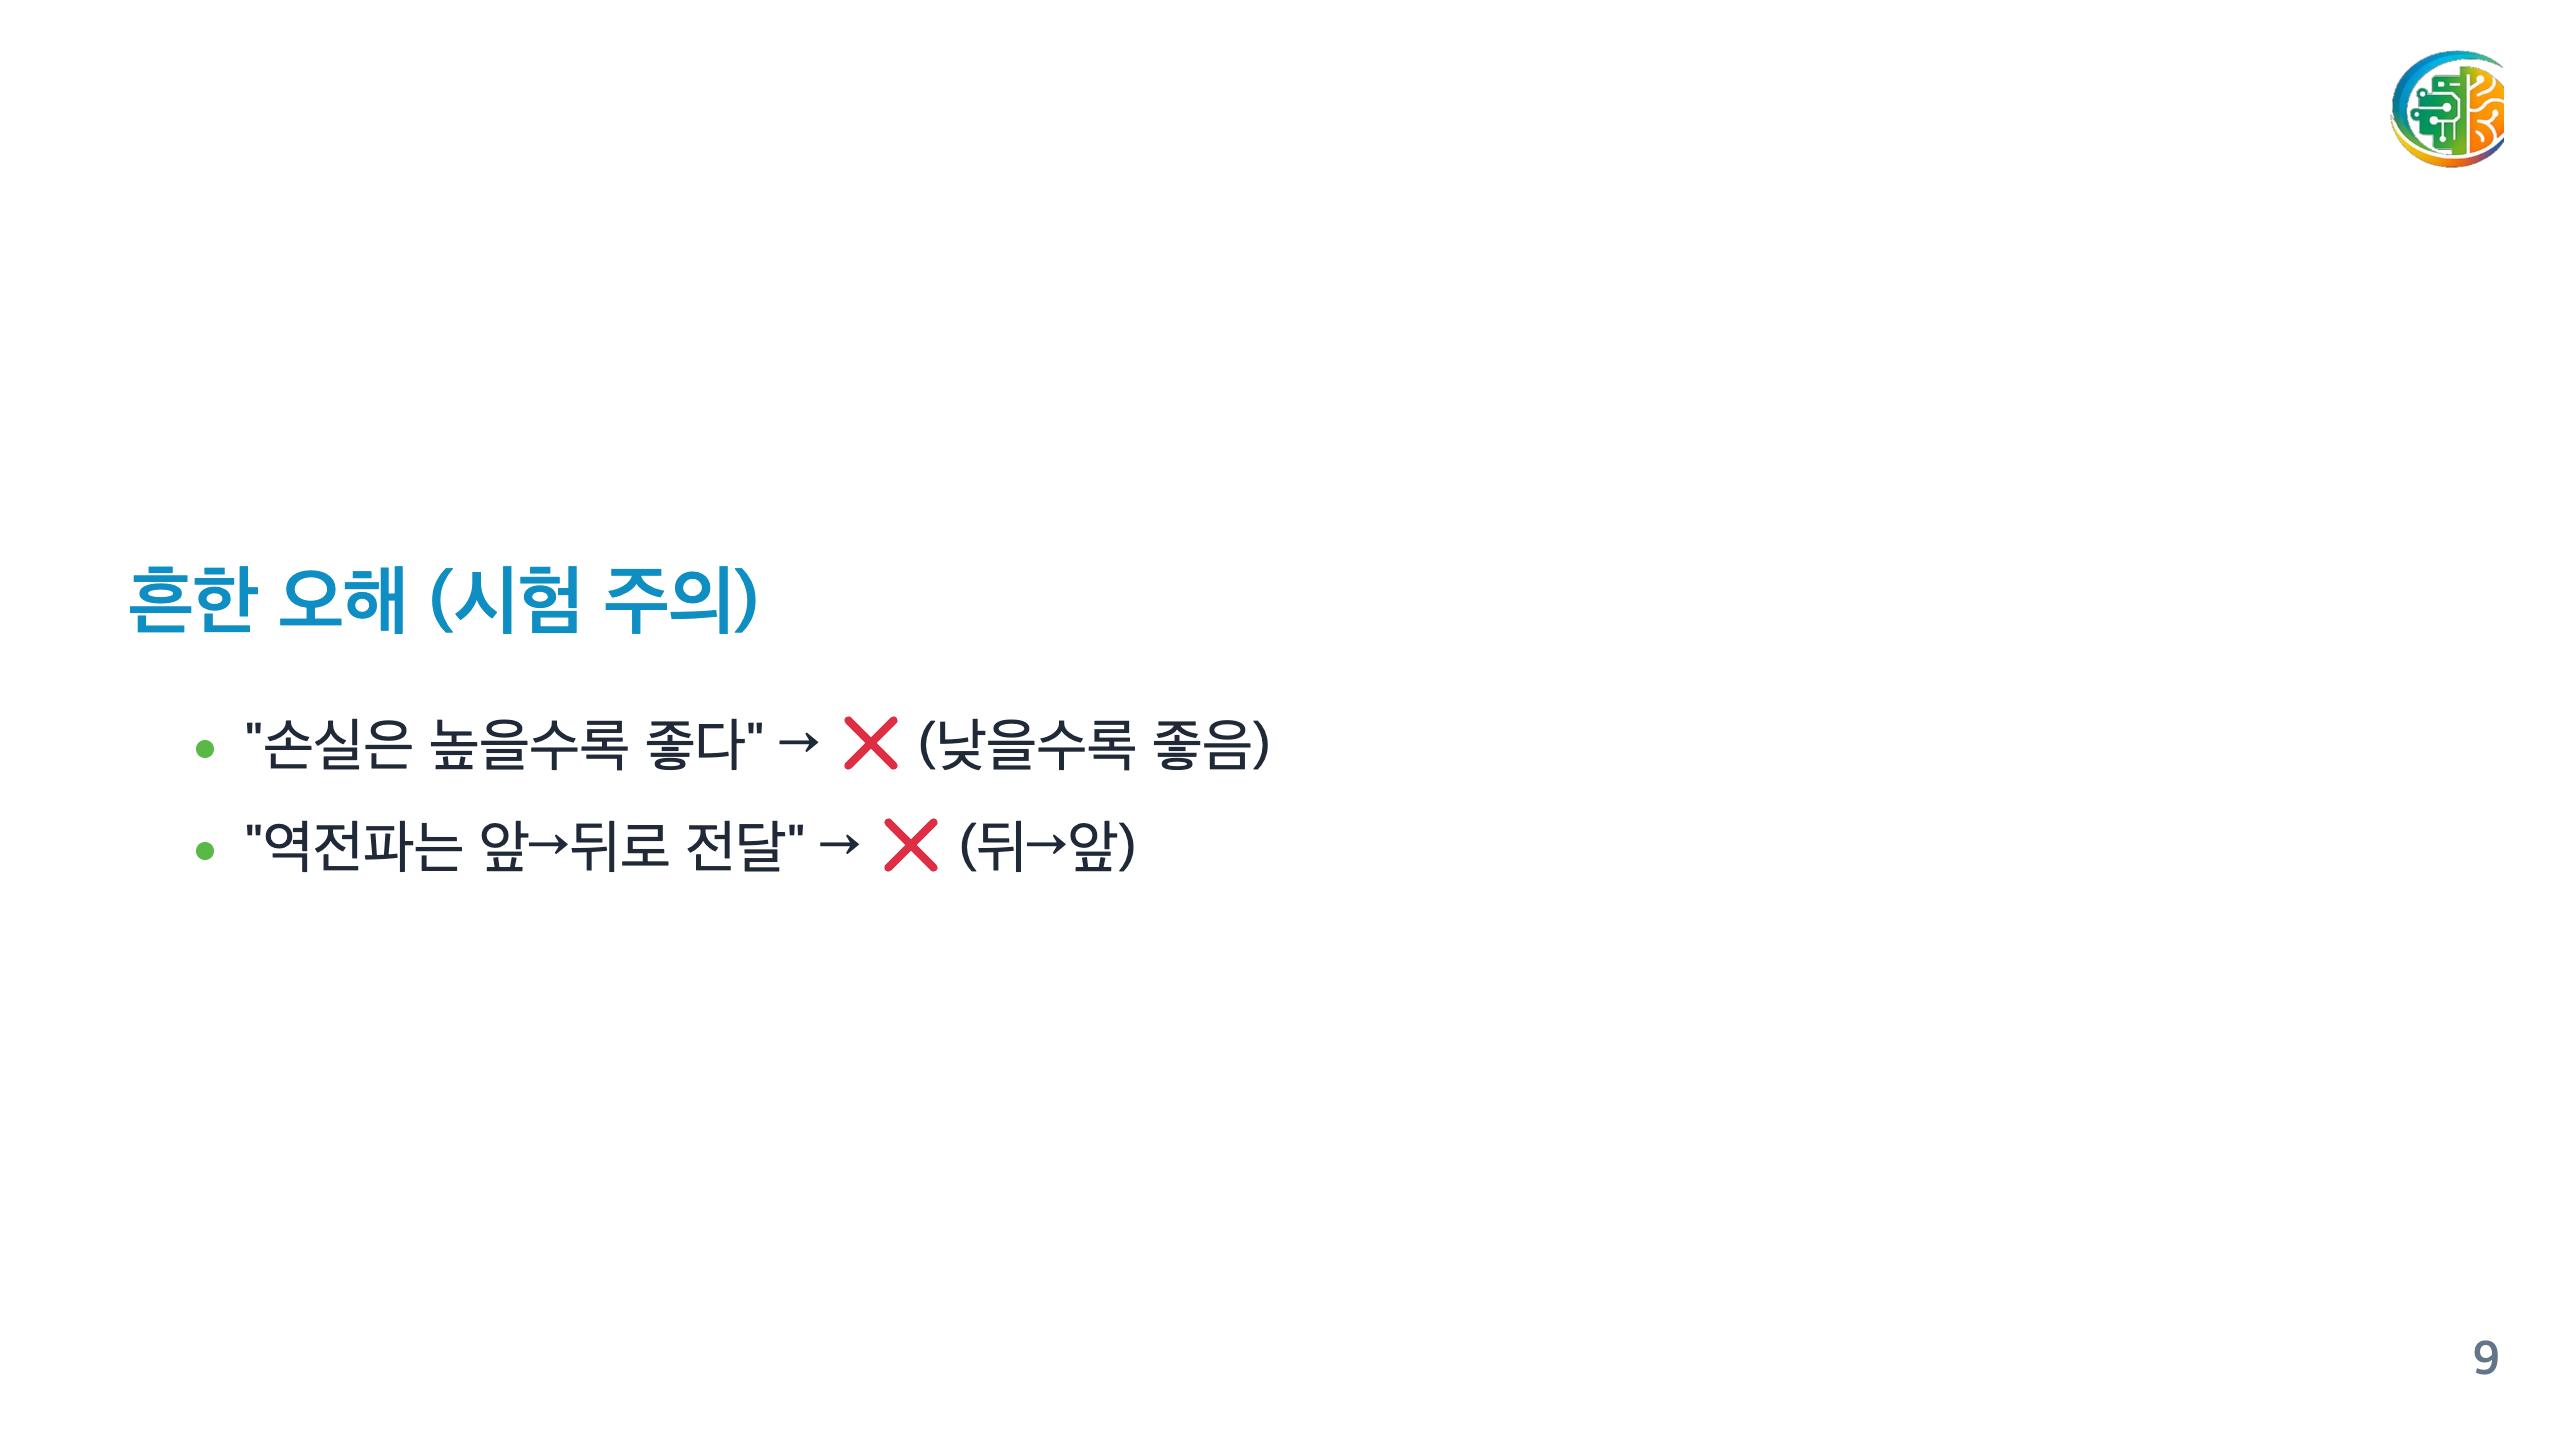 흔한 오해 (시험 주의)
• "손실은 높을수록 좋다" → ❌ (낮을수록 좋음)
• "역전파는 앞→뒤로 전달" → ❌ (뒤→앞)
9